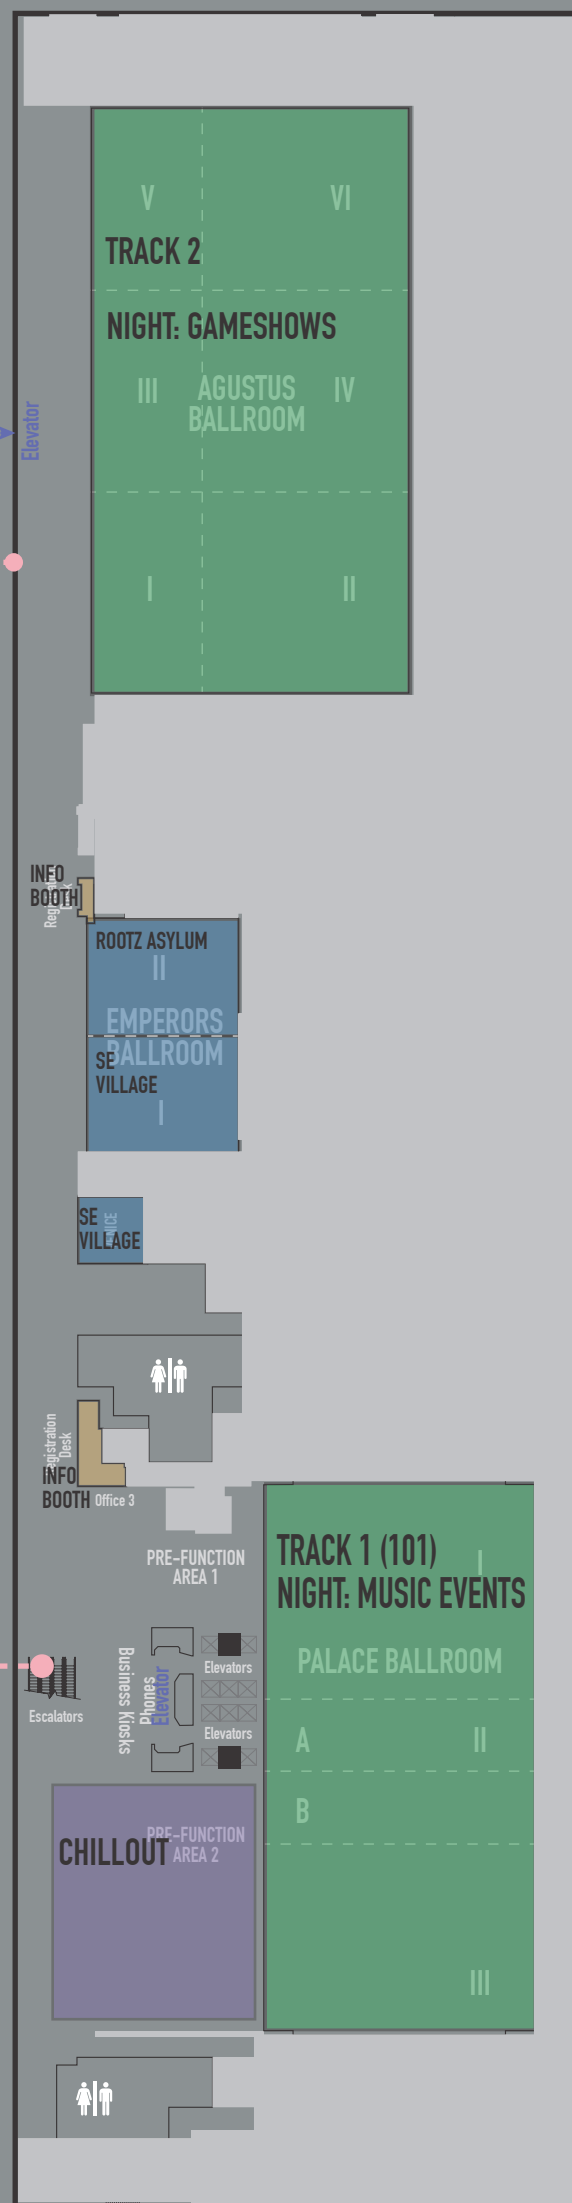 V
VI
TRACK 2
NIGHT: GAMESHOWS
III
AGUSTUS
BALLROOM
IV
Elevator
I
II
INFO
BOOTH
Registration
Desk
ROOTZ ASYLUM
II
EMPERORS
BALLROOM
SE
VILLAGE
I
SE
VILLAGE
Registration
Desk
INFO
BOOTH
Office 3
PRE-FUNCTION
AREA 1
TRACK 1 (101)
I
NIGHT: MUSIC EVENTS
PALACE BALLROOM
Elevators
Business Kiosks
Phones
Elevator
Escalators
Elevators
A
II
B
PRE-FUNCTION
AREA 2
CHILLOUT
III